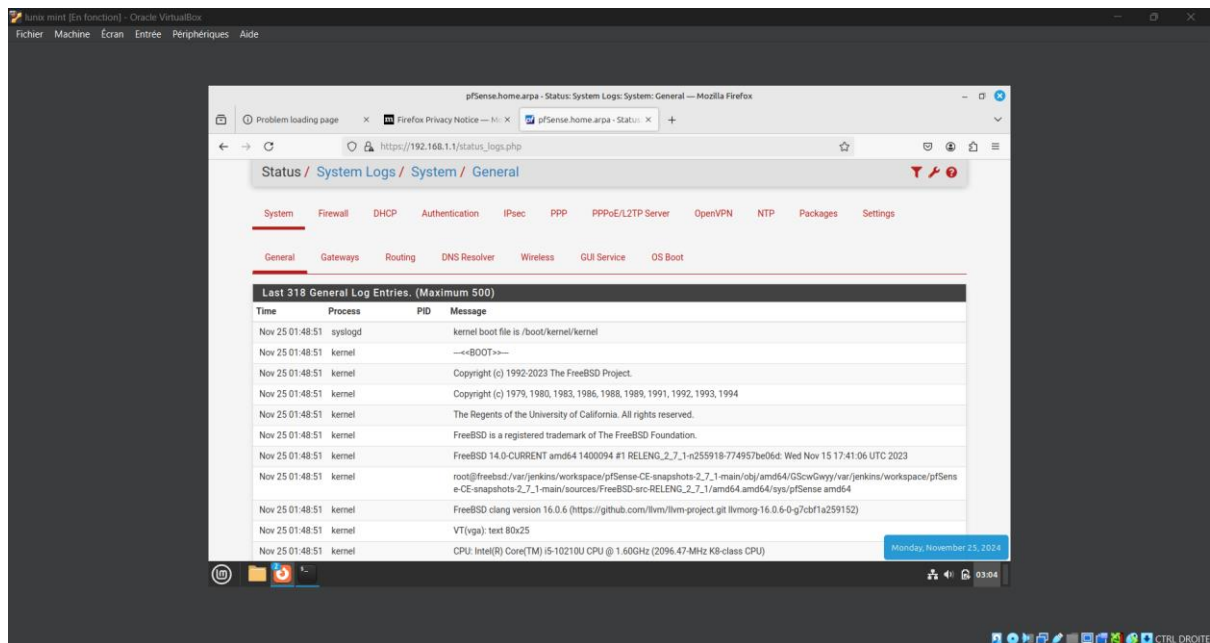 lunix mint [En fonction] - Oracle VirtualBox
Fichier Machine Écran Entrée Périphériques Aide
pfSense.home.arpa - Status: System Logs: System: General — Mozilla Firefox
Problem loading page × Firefox Privacy Notice — Mo × pfSense.home.arpa - Status: × +
https://192.168.1.1/status_logs.php
Status / System Logs / System / General
System Firewall DHCP Authentication IPsec PPP PPPoE/L2TP Server OpenVPN NTP Packages Settings
General Gateways Routing DNS Resolver Wireless GUI Service OS Boot
Last 318 General Log Entries. (Maximum 500)
Time Process PID Message
Nov 25 01:48:51 syslogd kernel boot file is /boot/kernel/kernel
Nov 25 01:48:51 kernel ---<<BOOT>>---
Nov 25 01:48:51 kernel Copyright (c) 1992-2023 The FreeBSD Project.
Nov 25 01:48:51 kernel Copyright (c) 1979, 1980, 1983, 1986, 1988, 1989, 1991, 1992, 1993, 1994
Nov 25 01:48:51 kernel The Regents of the University of California. All rights reserved.
Nov 25 01:48:51 kernel FreeBSD is a registered trademark of The FreeBSD Foundation.
Nov 25 01:48:51 kernel FreeBSD 14.0-CURRENT amd64 1400094 #1 RELENG_2_7_1-n255918-774957be06d: Wed Nov 15 17:41:06 UTC 2023
Nov 25 01:48:51 kernel root@freebsd:/var/jenkins/workspace/pfSense-CE-snapshots-2_7_1-main/obj/amd64/GScwGwyy/var/jenkins/workspace/pfSens
e-CE-snapshots-2_7_1-main/sources/FreeBSD-src-RELENG_2_7_1/amd64.amd64/sys/pfSense amd64
Nov 25 01:48:51 kernel FreeBSD clang version 16.0.6 (https://github.com/llvm/llvm-project.git llvmorg-16.0.6-0-g7cbf1a259152)
Nov 25 01:48:51 kernel VT(vga): text 80x25
Nov 25 01:48:51 kernel CPU: Intel(R) Core(TM) i5-10210U CPU @ 1.60GHz (2096.47-MHz K8-class CPU)
Monday, November 25, 2024
03:04
CTRL DROITE